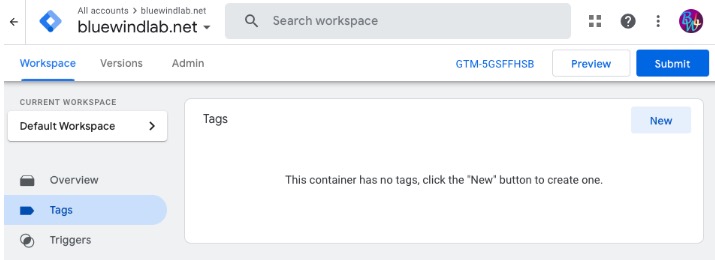 All accounts > bluewindlab.net
bluewindlab.net
Search workspace
Workspace Versions Admin GTM-5GSFFHSB Preview Submit
CURRENT WORKSPACE
Default Workspace
Tags New
This container has no tags, click the "New" button to create one.
Overview
Tags
Triggers